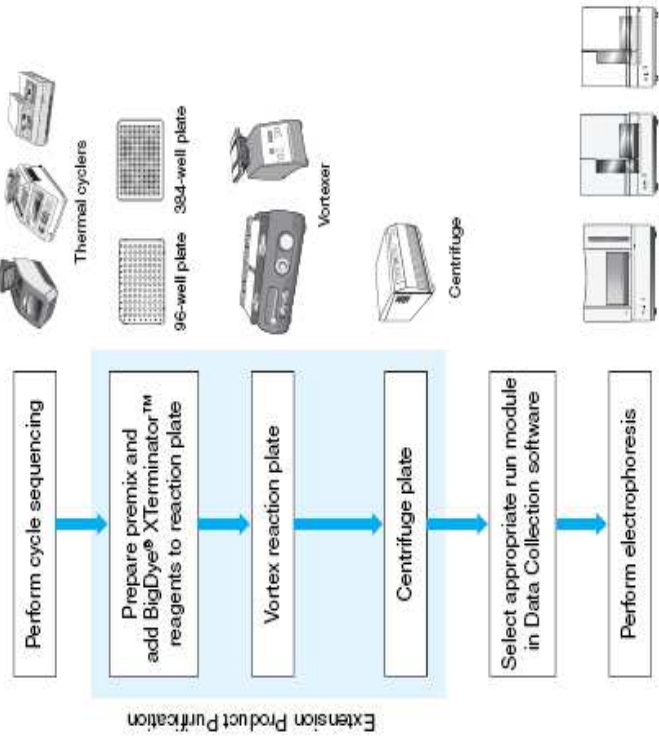 Perform cycle sequencing
Thermal cyclers
Extension Product Purification
Prepare premix and
add BigDye® XTerminator™
reagents to reaction plate
96-well plate
384-well plate
Vortex reaction plate
Vortexer
Centrifuge plate
Centrifuge
Select appropriate run module
in Data Collection software
Perform electrophoresis